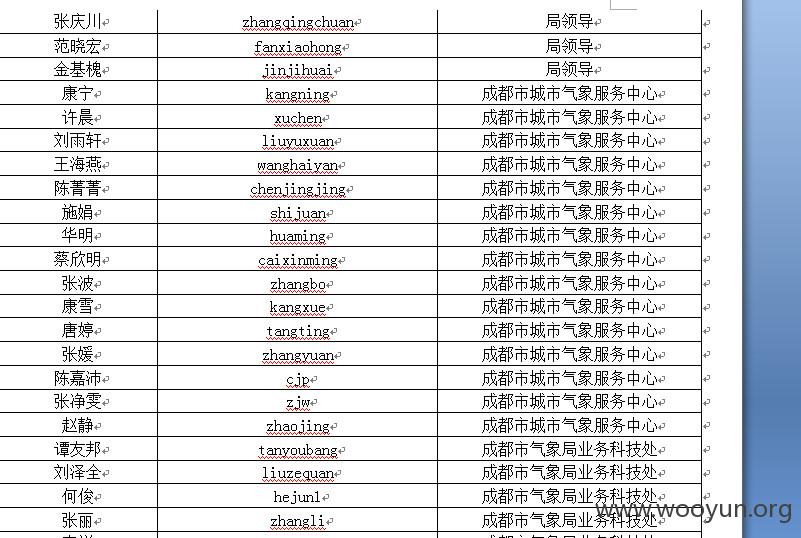 张庆川 zhangqingchuan 局领导
范晓宏 fanxiaohong 局领导
金基槐 jinjihuai 局领导
康宁 kangning 成都市城市气象服务中心
许晨 xuchen 成都市城市气象服务中心
刘雨轩 liuyuxuan 成都市城市气象服务中心
王海燕 wanghaiyan 成都市城市气象服务中心
陈菁菁 chenjingjing 成都市城市气象服务中心
施娟 shijuan 成都市城市气象服务中心
华明 huaming 成都市城市气象服务中心
蔡欣明 caixinming 成都市城市气象服务中心
张波 zhangbo 成都市城市气象服务中心
康雪 kangxue 成都市城市气象服务中心
唐婷 tangting 成都市城市气象服务中心
张媛 zhangyuan 成都市城市气象服务中心
陈嘉沛 cjp 成都市城市气象服务中心
张净雯 zjw 成都市城市气象服务中心
赵静 zhaojing 成都市城市气象服务中心
谭友邦 tanyoubang 成都市气象局业务科技处
刘泽全 liuzequan 成都市气象局业务科技处
何俊 hejun1 成都市气象局业务科技处
张丽 zhangli 成都市气象局业务科技处
www.wooyun.org